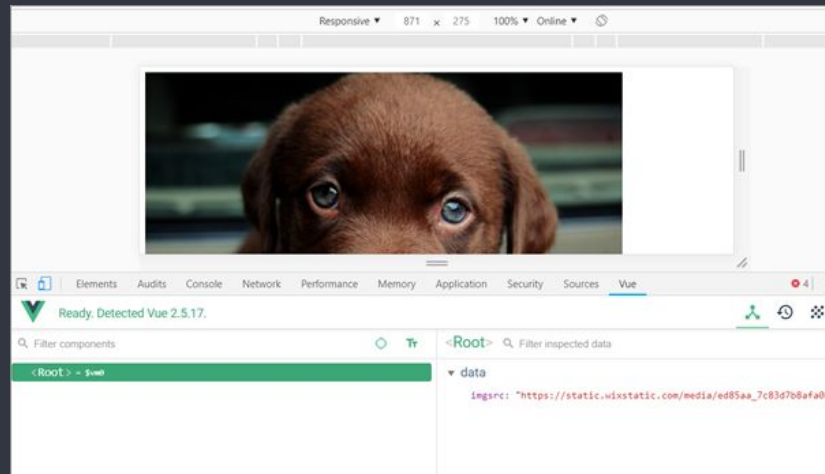 Responsive ▼ 871 x 275 100% ▼ Online ▼
Elements Audits Console Network Performance Memory Application Security Sources Vue 4
Ready. Detected Vue 2.5.17.
Filter components Tт <Root> Filter inspected data
<Root> = $vm0
▼ data
imgsrc: "https://static.wixstatic.com/media/ed85aa_7c83d7b8afa0